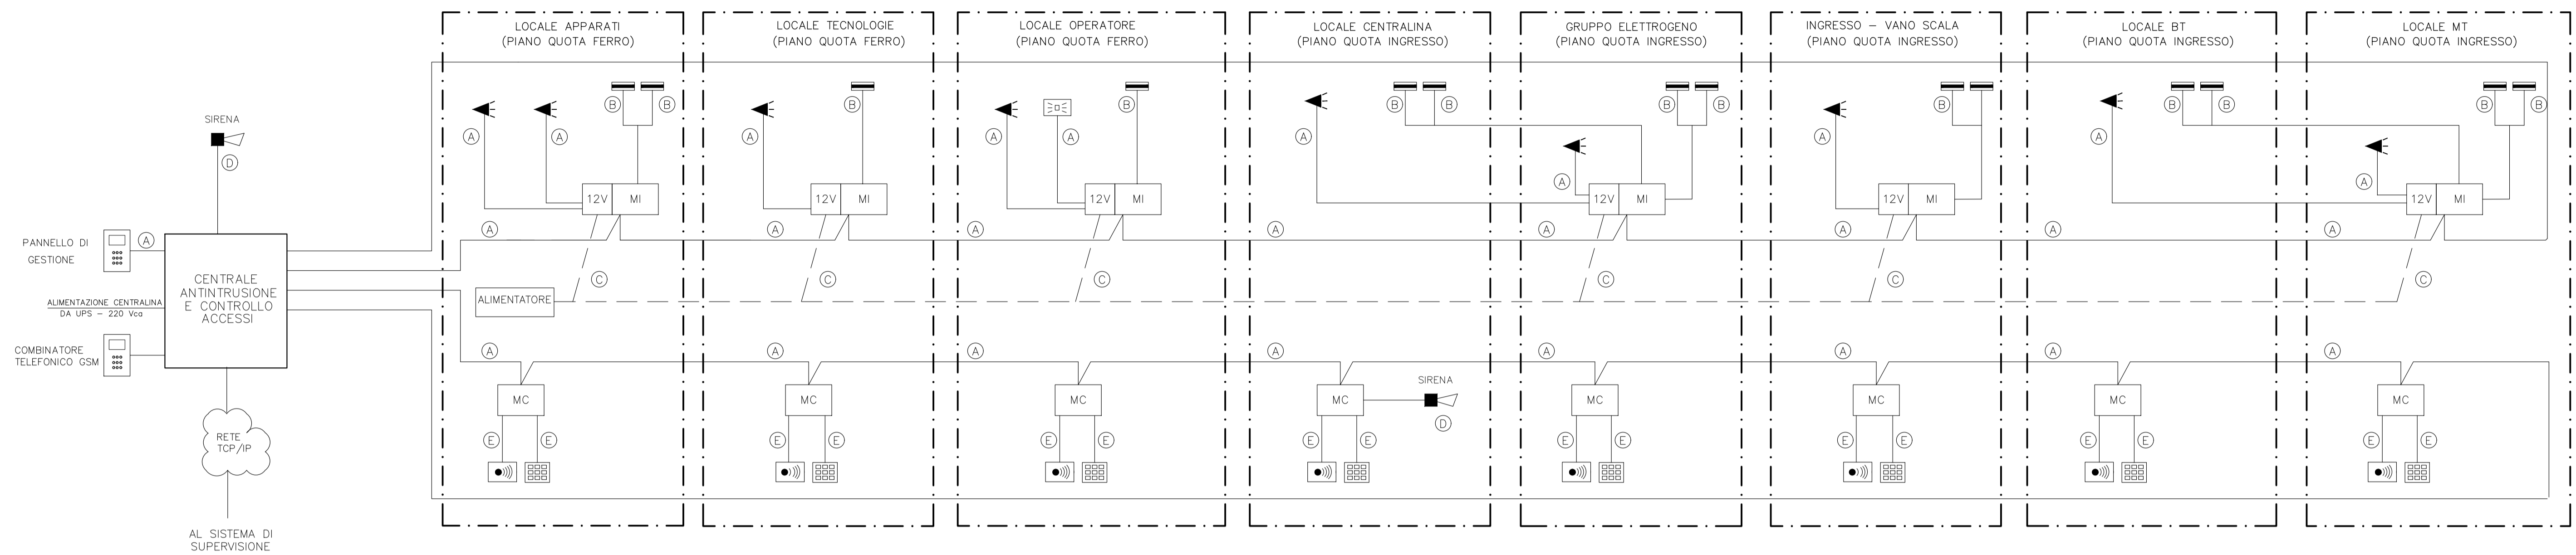 LOCALE APPARATI
(PIANO QUOTA FERRO)
LOCALE TECNOLOGIE
(PIANO QUOTA FERRO)
LOCALE OPERATORE
(PIANO QUOTA FERRO)
LOCALE CENTRALINA
(PIANO QUOTA INGRESSO)
GRUPPO ELETTROGENO
(PIANO QUOTA INGRESSO)
INGRESSO – VANO SCALA
(PIANO QUOTA INGRESSO)
LOCALE BT
(PIANO QUOTA INGRESSO)
LOCALE MT
(PIANO QUOTA INGRESSO)
B B B B B B B B B B B B
SIRENA
D
A A A A A A A A
A A
12V MI 12V MI 12V MI 12V MI 12V MI 12V MI
A A A A A A A A
PANNELLO DI
GESTIONE
A
CENTRALE
ANTINTRUSIONE
E CONTROLLO
ACCESSI
C C C C C C
ALIMENTATORE
ALIMENTAZIONE CENTRALINA
DA UPS – 220 Vca
COMBINATORE
TELEFONICO GSM
A A A A A A A A
MC MC MC MC MC MC MC MC
SIRENA
D
E E E E E E E E E E E E E E E E
RETE
TCP/IP
AL SISTEMA DI
SUPERVISIONE